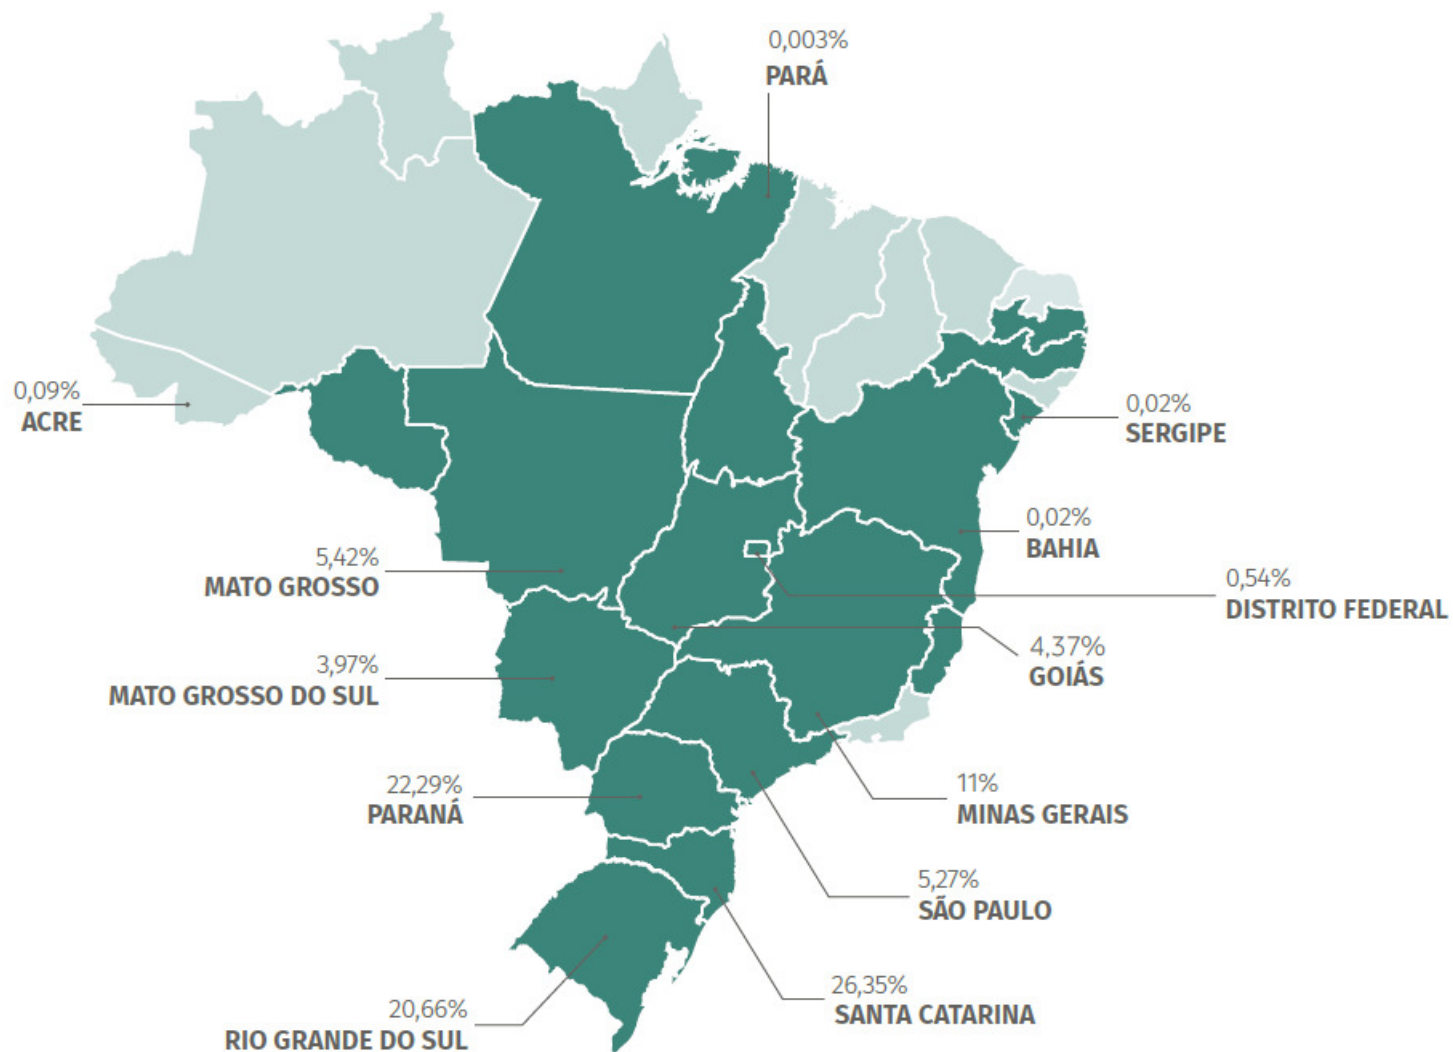 0,003%
PARÁ
0,09%
ACRE
0,02%
SERGIPE
0,02%
BAHIA
5,42%
MATO GROSSO
0,54%
DISTRITO FEDERAL
4,37%
GOIÁS
3,97%
MATO GROSSO DO SUL
22,29%
PARANÁ
11%
MINAS GERAIS
5,27%
SÃO PAULO
26,35%
SANTA CATARINA
20,66%
RIO GRANDE DO SUL